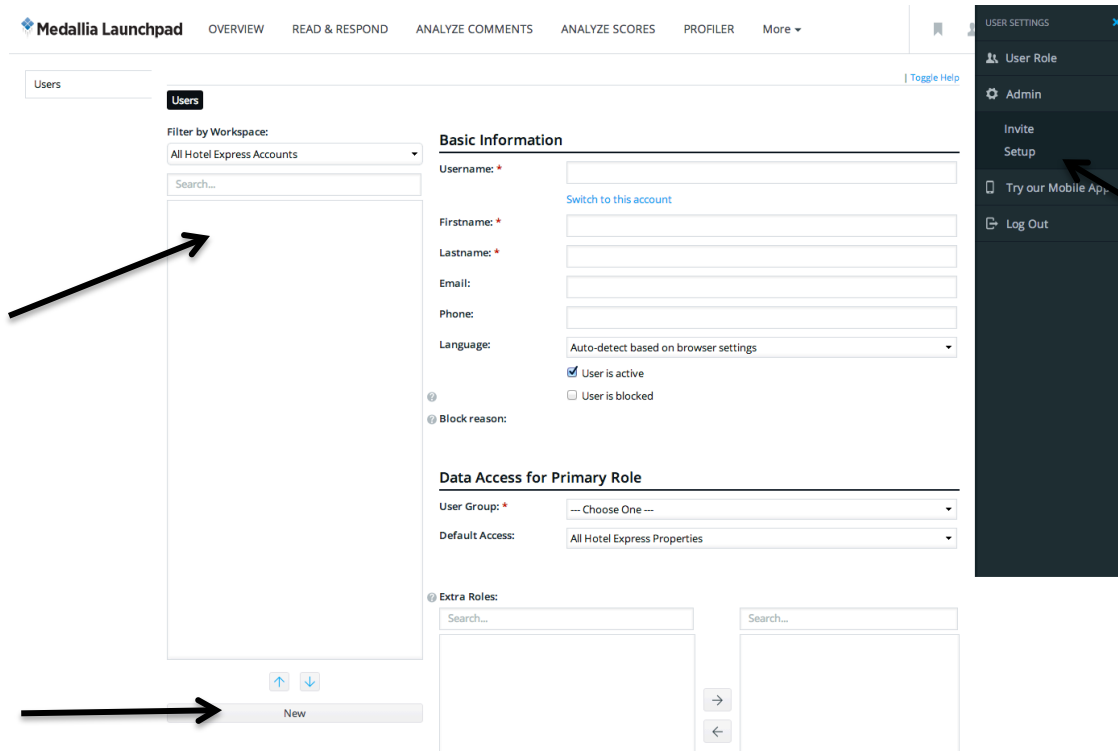 Medallia Launchpad OVERVIEW READ & RESPOND ANALYZE COMMENTS ANALYZE SCORES PROFILER More
USER SETTINGS
User Role
Admin
Invite
Setup
Try our Mobile App
Log Out
Users
| Toggle Help
Users
Filter by Workspace:
All Hotel Express Accounts
Search...
New
Basic Information
Username: *
Switch to this account
Firstname: *
Lastname: *
Email:
Phone:
Language: Auto-detect based on browser settings
User is active
User is blocked
Block reason:
Data Access for Primary Role
User Group: * --- Choose One ---
Default Access: All Hotel Express Properties
Extra Roles:
Search... Search...